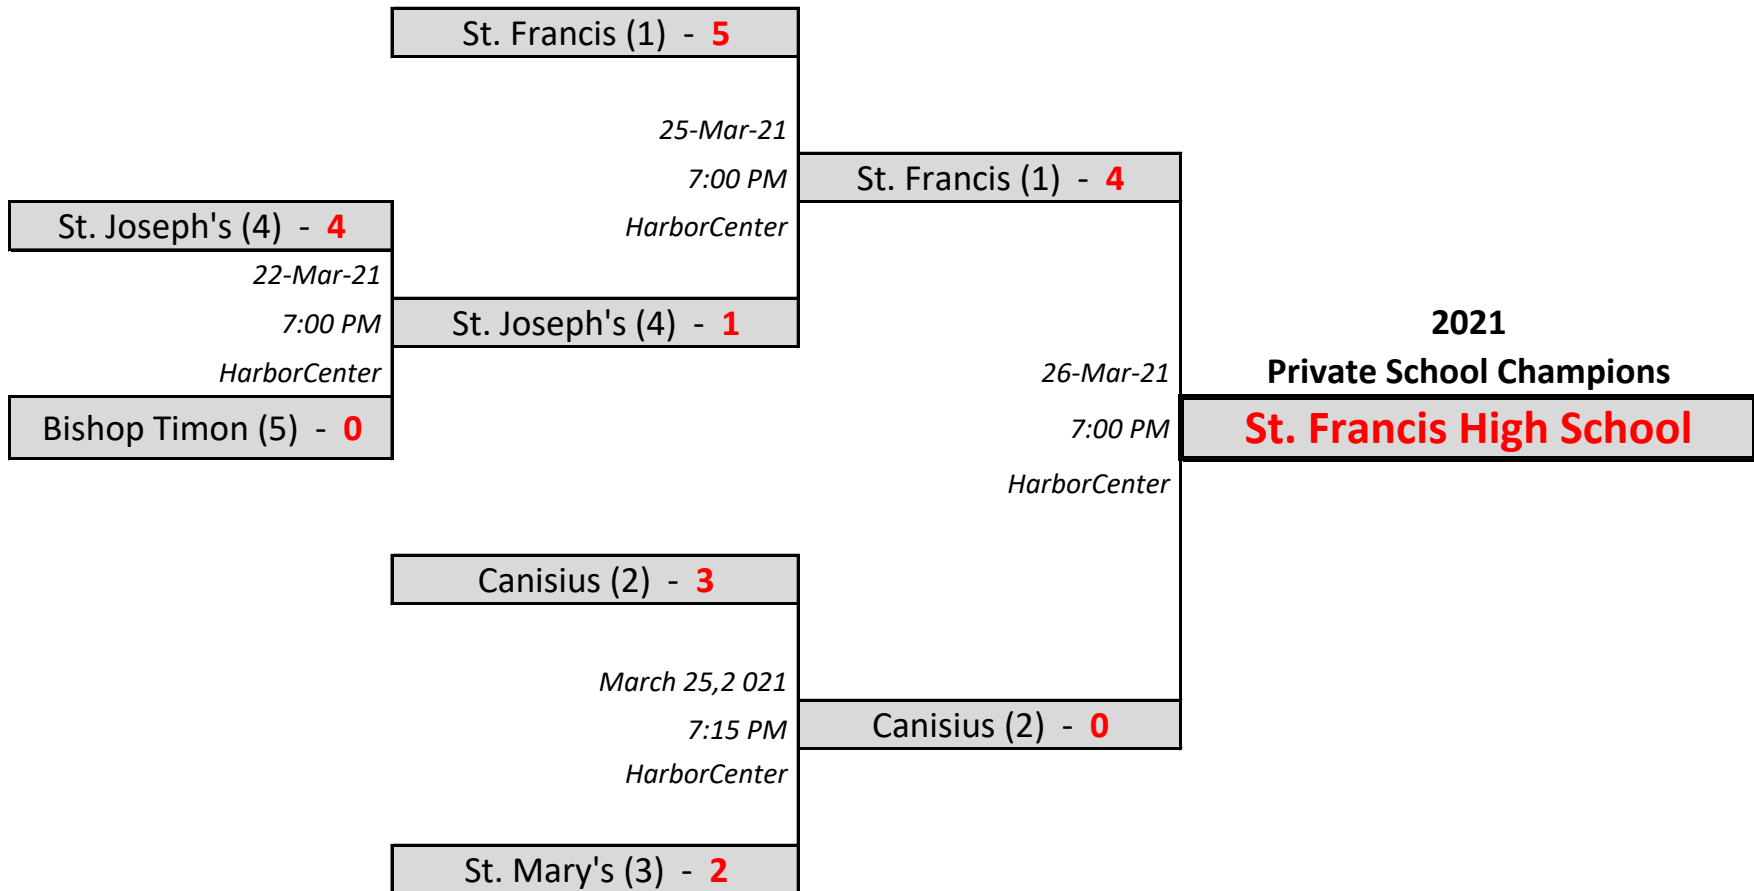 St. Francis (1) - 5
25-Mar-21
7:00 PM
St. Francis (1) - 4
St. Joseph's (4) - 4
HarborCenter
22-Mar-21
7:00 PM
St. Joseph's (4) - 1
2021
HarborCenter
26-Mar-21
Private School Champions
Bishop Timon (5) - 0
7:00 PM
St. Francis High School
HarborCenter
Canisius (2) - 3
March 25,2 021
7:15 PM
Canisius (2) - 0
HarborCenter
St. Mary's (3) - 2